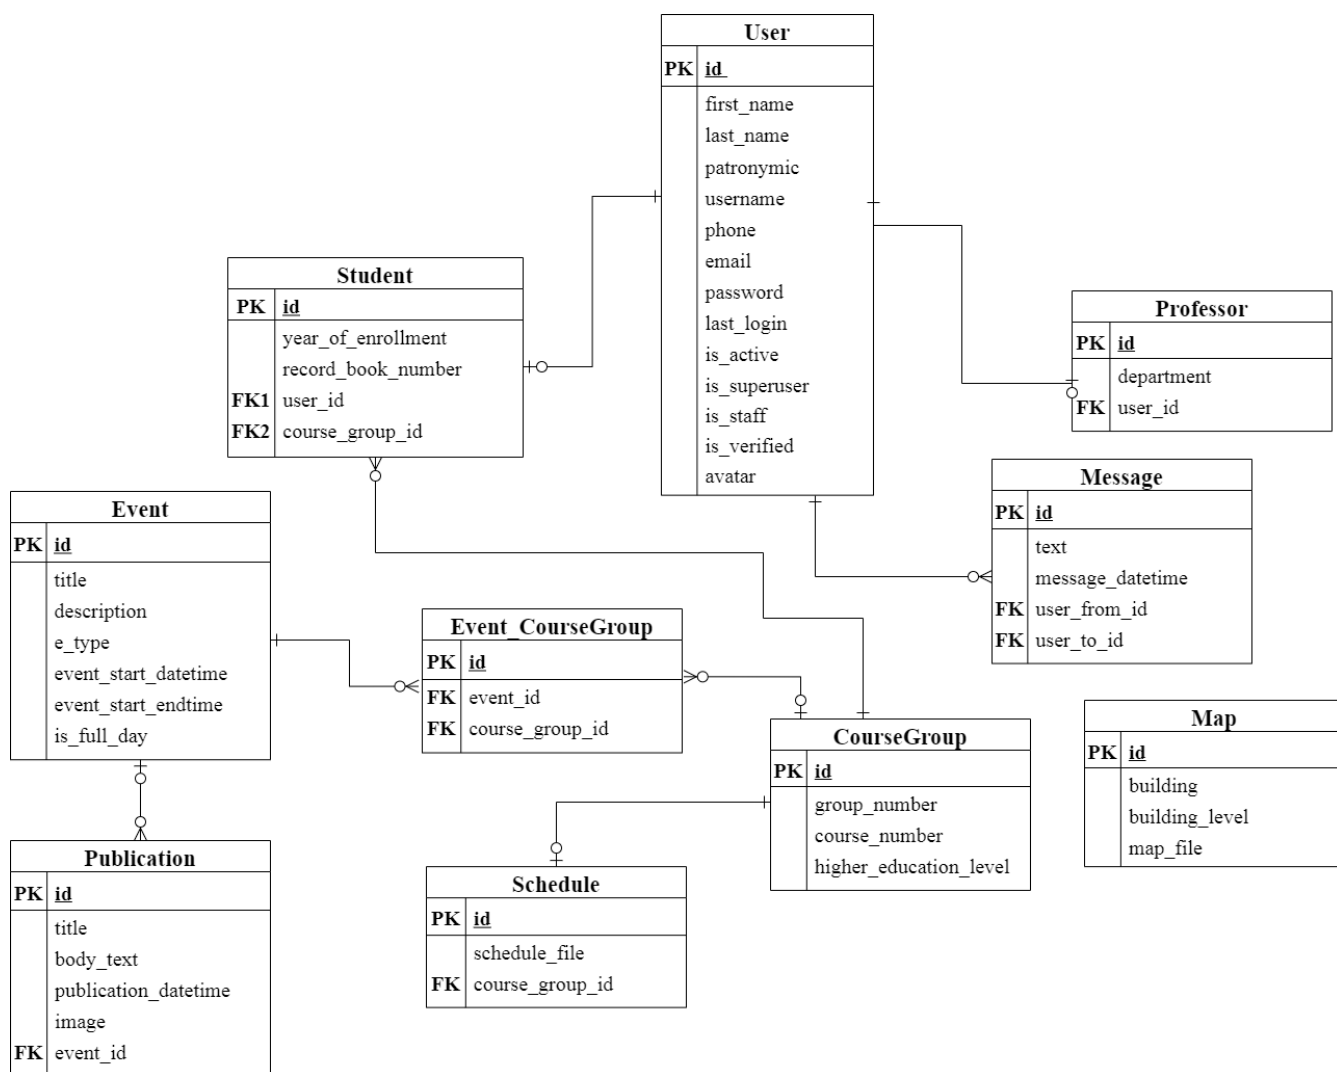 User
PK id
first_name
last_name
patronymic
username
phone
email
password
last_login
is_active
is_superuser
is_staff
is_verified
avatar
Student
PK id
year_of_enrollment
record_book_number
FK1 user_id
FK2 course_group_id
Professor
PK id
department
FK user_id
Message
PK id
text
message_datetime
FK user_from_id
FK user_to_id
Event
PK id
title
description
e_type
event_start_datetime
event_start_endtime
is_full_day
Event_CourseGroup
PK id
FK event_id
FK course_group_id
CourseGroup
PK id
group_number
course_number
higher_education_level
Map
PK id
building
building_level
map_file
Publication
PK id
title
body_text
publication_datetime
image
FK event_id
Schedule
PK id
schedule_file
FK course_group_id